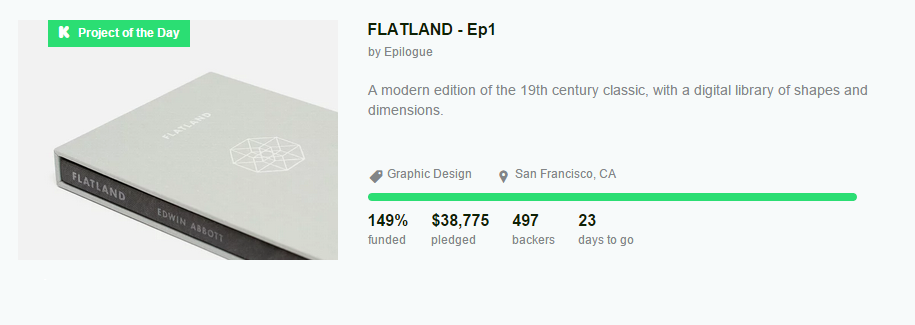 Project of the Day
FLATLAND
FLATLAND
EDWIN ABBOTT
FLATLAND - Ep1
by Epilogue
A modern edition of the 19th century classic, with a digital library of shapes and
dimensions.
Graphic Design
San Francisco, CA
149% $38,775 497 23
funded pledged backers days to go